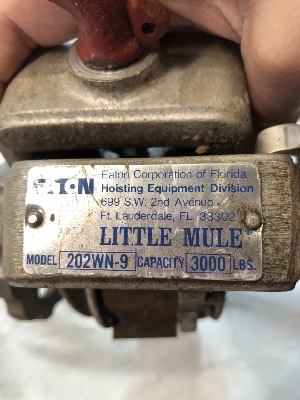 EATON Eaton Corporation of Florida
Hoisting Equipment Division
699 S.W. 2nd Avenue
Ft. Lauderdale, FL. 33302
LITTLE MULE®
MODEL 202WN-9 CAPACITY 3000 LBS.